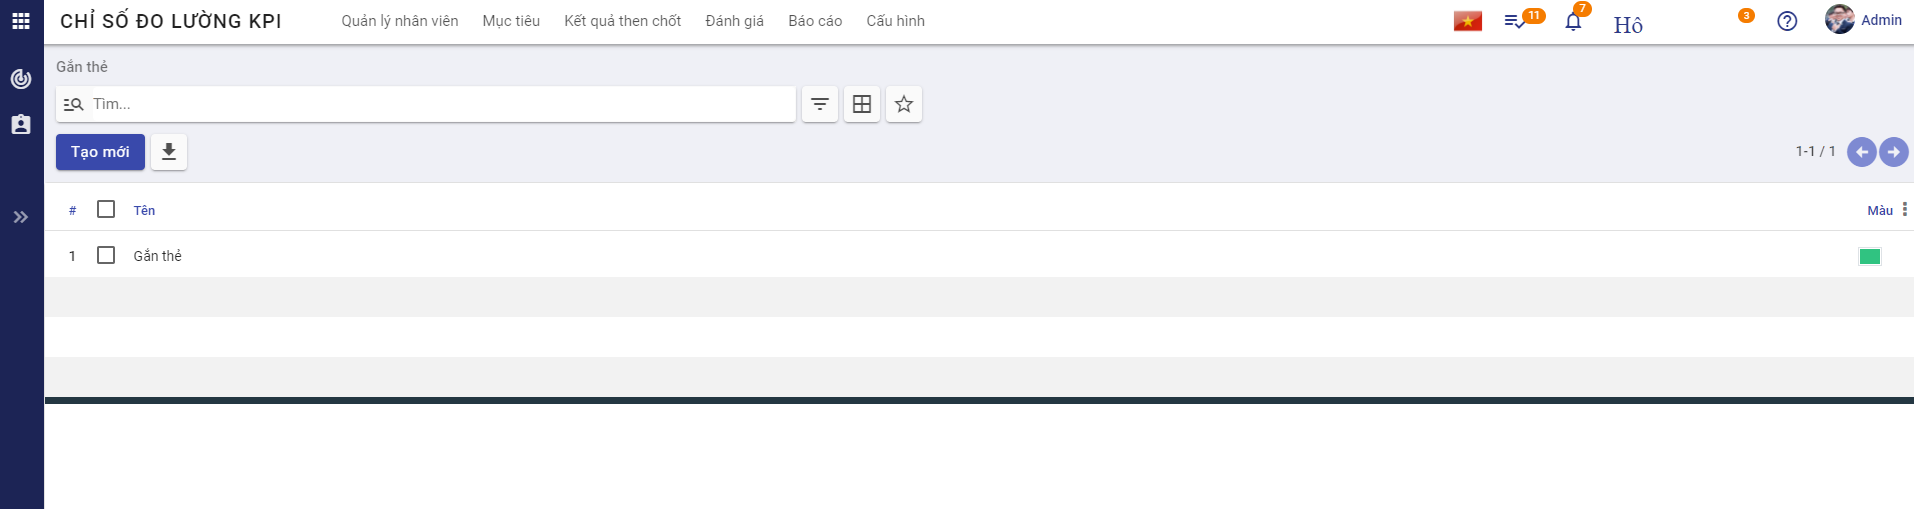 CHỈ SỐ ĐO LƯỜNG KPI Quản lý nhân viên Mục tiêu Kết quả then chốt Đánh giá Báo cáo Cấu hình 11 7 Hô 3 Admin
Gắn thẻ
Tìm...
Tạo mới 1-1 / 1
# Tên Màu
1 Gắn thẻ